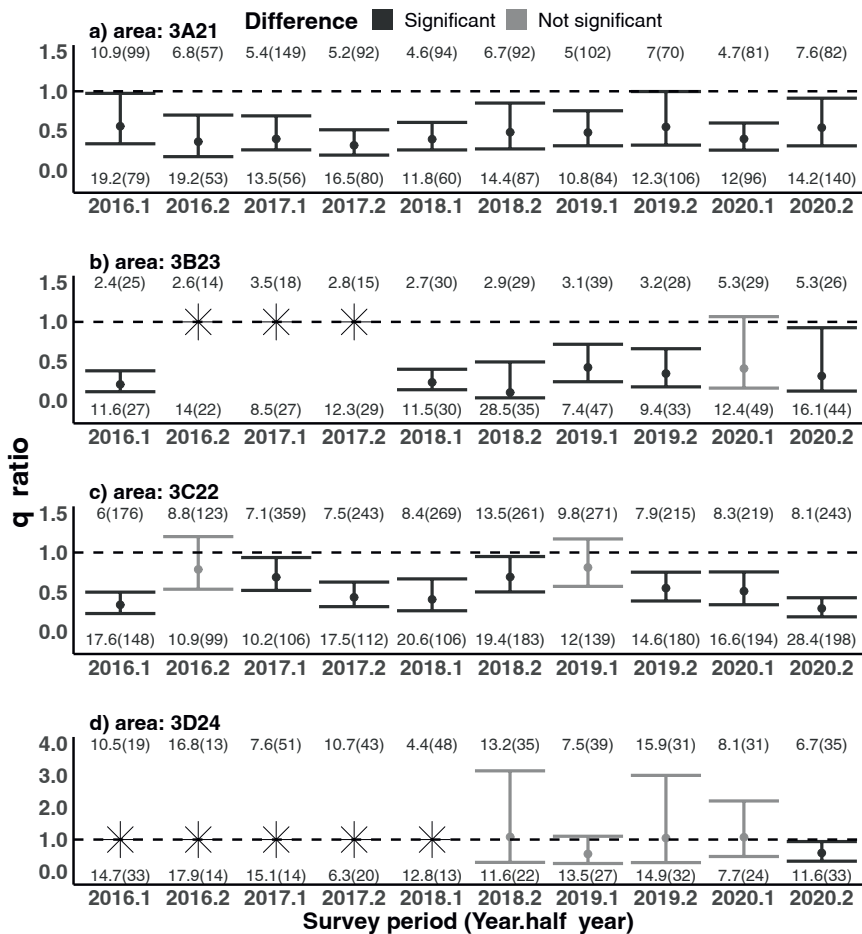 Difference Significant Not significant
a) area: 3A21
1.5 10.9(99) 6.8(57) 5.4(149) 5.2(92) 4.6(94) 6.7(92) 5(102) 7(70) 4.7(81) 7.6(82)
1.0
0.5
0.0
19.2(79) 19.2(53) 13.5(56) 16.5(80) 11.8(60) 14.4(87) 10.8(84) 12.3(106) 12(96) 14.2(140)
2016.1 2016.2 2017.1 2017.2 2018.1 2018.2 2019.1 2019.2 2020.1 2020.2
b) area: 3B23
1.5 2.4(25) 2.6(14) 3.5(18) 2.8(15) 2.7(30) 2.9(29) 3.1(39) 3.2(28) 5.3(29) 5.3(26)
1.0
0.5
0.0
11.6(27) 14(22) 8.5(27) 12.3(29) 11.5(30) 28.5(35) 7.4(47) 9.4(33) 12.4(49) 16.1(44)
2016.1 2016.2 2017.1 2017.2 2018.1 2018.2 2019.1 2019.2 2020.1 2020.2
q ratio
c) area: 3C22
1.5 6(176) 8.8(123) 7.1(359) 7.5(243) 8.4(269) 13.5(261) 9.8(271) 7.9(215) 8.3(219) 8.1(243)
1.0
0.5
0.0
17.6(148) 10.9(99) 10.2(106) 17.5(112) 20.6(106) 19.4(183) 12(139) 14.6(180) 16.6(194) 28.4(198)
2016.1 2016.2 2017.1 2017.2 2018.1 2018.2 2019.1 2019.2 2020.1 2020.2
d) area: 3D24
4.0 10.5(19) 16.8(13) 7.6(51) 10.7(43) 4.4(48) 13.2(35) 7.5(39) 15.9(31) 8.1(31) 6.7(35)
3.0
2.0
1.0
0.0
14.7(33) 17.9(14) 15.1(14) 6.3(20) 12.8(13) 11.6(22) 13.5(27) 14.9(32) 7.7(24) 11.6(33)
2016.1 2016.2 2017.1 2017.2 2018.1 2018.2 2019.1 2019.2 2020.1 2020.2
Survey period (Year.half year)